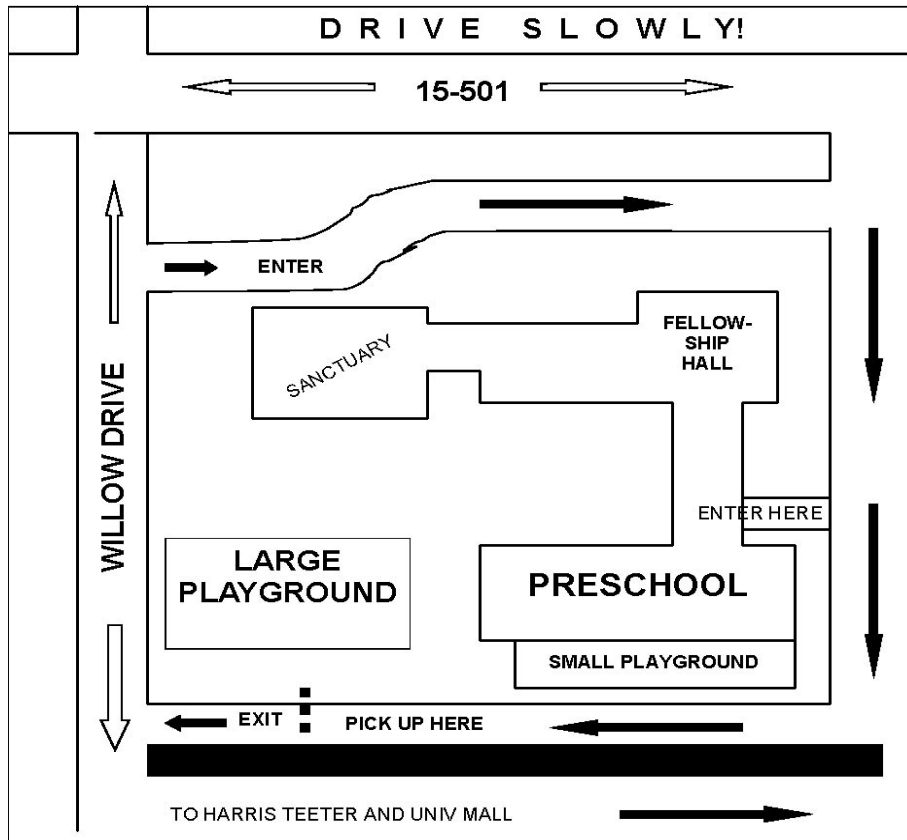 DRIVE SLOWLY!
15-501
ENTER
FELLOW-
SHIP
HALL
SANCTUARY
WILLOW DRIVE
ENTER HERE
LARGE
PLAYGROUND
PRESCHOOL
SMALL PLAYGROUND
EXIT
PICK UP HERE
TO HARRIS TEETER AND UNIV MALL